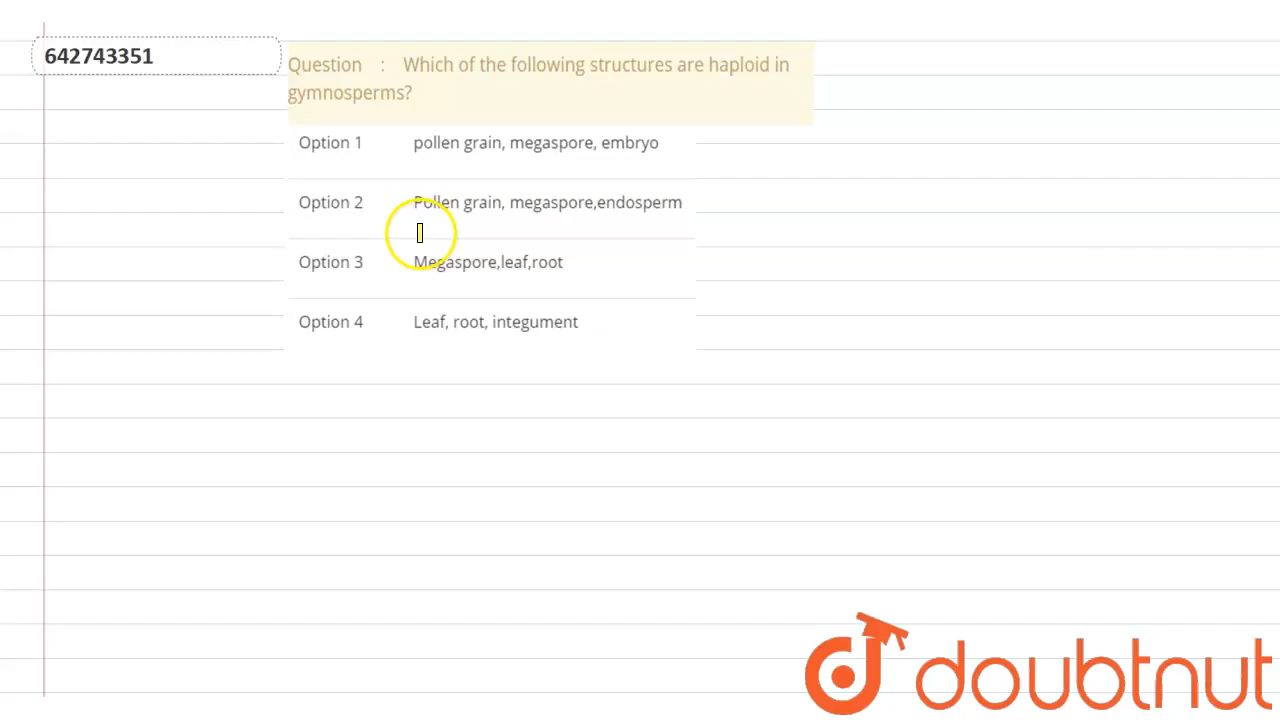 642743351
Question : Which of the following structures are haploid in
gymnosperms?
Option 1 pollen grain, megaspore, embryo
Option 2 Pollen grain, megaspore,endosperm
Option 3 Megaspore,leaf,root
Option 4 Leaf, root, integument
doubtnut